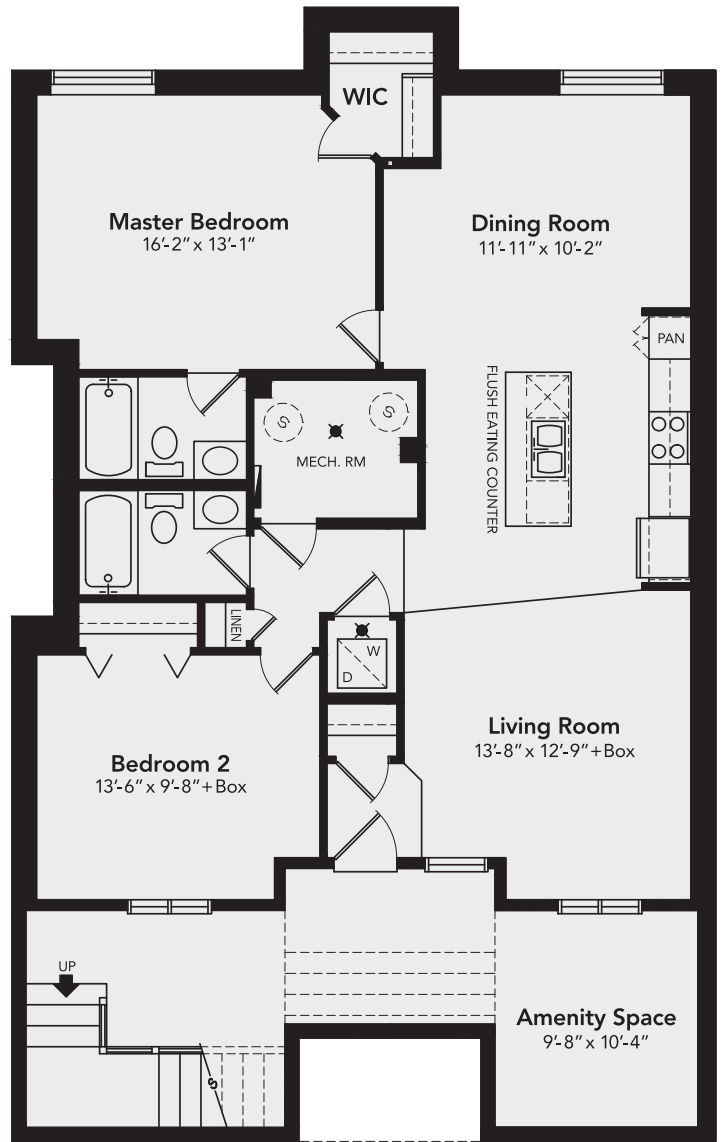 WIC
Master Bedroom
16'-2" x 13'-1"
Dining Room
11'-11" x 10'-2"
PAN
FLUSH EATING COUNTER
S
S
MECH. RM
LINEN
W
D
Living Room
13'-8" x 12'-9"+Box
Bedroom 2
13'-6" x 9'-8"+Box
UP
Amenity Space
9'-8" x 10'-4"
S